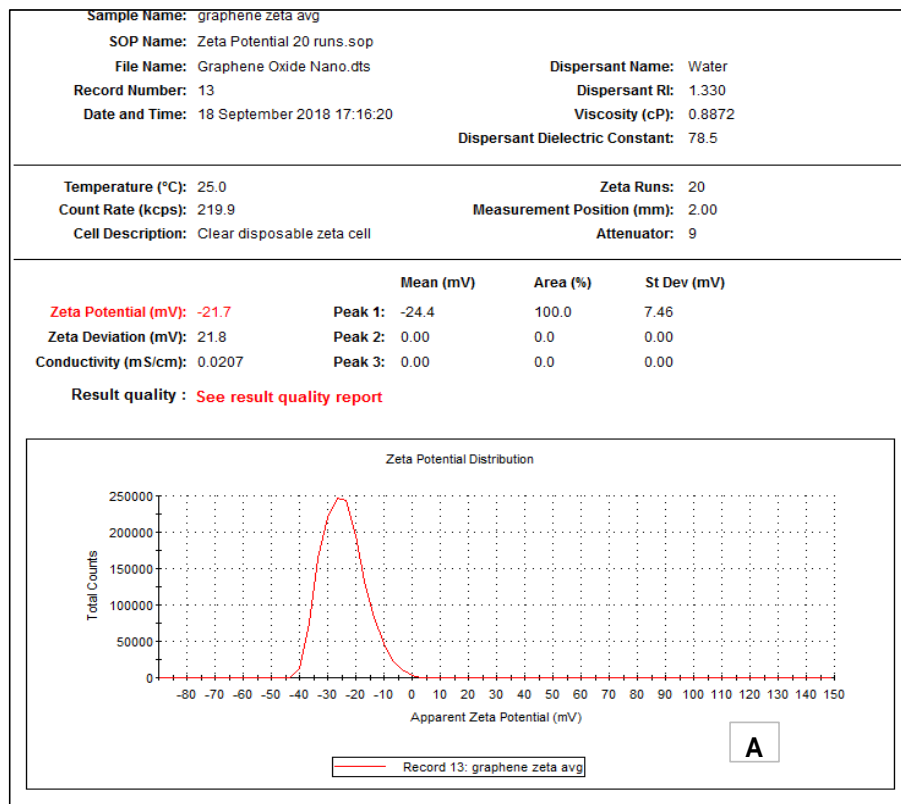 Sample Name: graphene zeta avg
SOP Name: Zeta Potential 20 runs.sop
File Name: Graphene Oxide Nano.dts Dispersant Name: Water
Record Number: 13 Dispersant RI: 1.330
Date and Time: 18 September 2018 17:16:20 Viscosity (cP): 0.8872
Dispersant Dielectric Constant: 78.5
Temperature (°C): 25.0 Zeta Runs: 20
Count Rate (kcps): 219.9 Measurement Position (mm): 2.00
Cell Description: Clear disposable zeta cell Attenuator: 9
Mean (mV) Area (%) St Dev (mV)
Zeta Potential (mV): -21.7 Peak 1: -24.4 100.0 7.46
Zeta Deviation (mV): 21.8 Peak 2: 0.00 0.0 0.00
Conductivity (mS/cm): 0.0207 Peak 3: 0.00 0.0 0.00
Result quality : See result quality report
Zeta Potential Distribution
250000
200000
150000
100000
50000
0
Total Counts
-80 -70 -60 -50 -40 -30 -20 -10 0 10 20 30 40 50 60 70 80 90 100 110 120 130 140 150
Apparent Zeta Potential (mV)
A
Record 13: graphene zeta avg